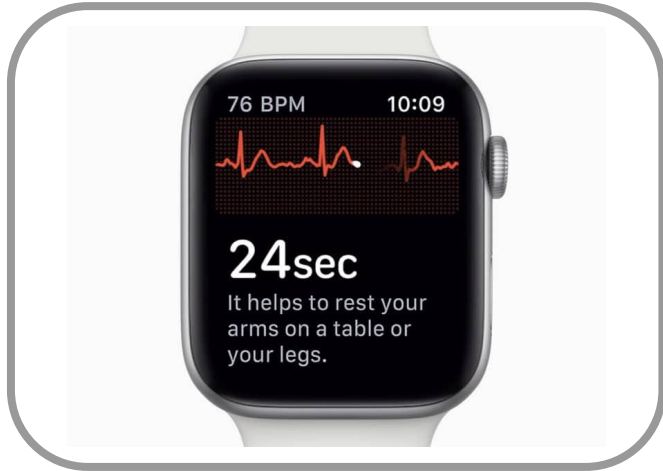 76 BPM 10:09
24sec
It helps to rest your
arms on a table or
your legs.